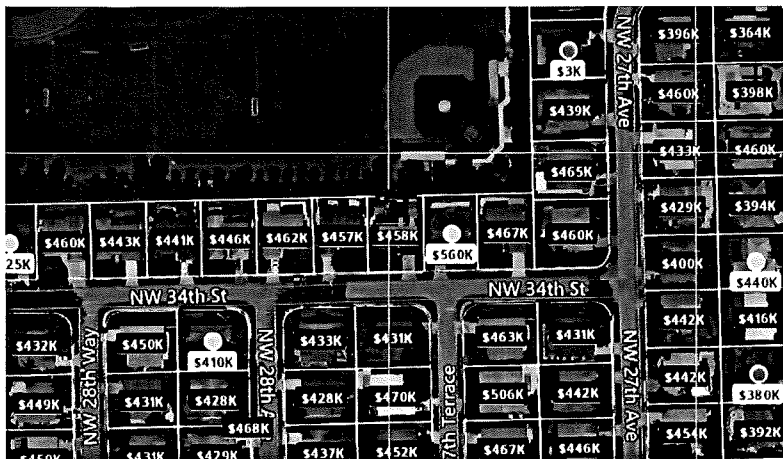 $396K $364K
$3K
$439K
NW 27th Ave
$460K $398K
$433K $460K
$465K
$429K $394K
25K $460K $443K $441K $446K $462K $457K $458K $560K $467K $460K
$400K
$440K
NW 34th St NW 34th St
$442K $416K
$432K NW 28th Way $450K $410K NW 28th $433K $431K $463K $431K NW 27th Ave
$442K
$380K
$449K $431K $428K $428K $470K 7th Terrace $506K $442K
$468K
$454K $392K
$431K $429K $437K $452K $467K $446K